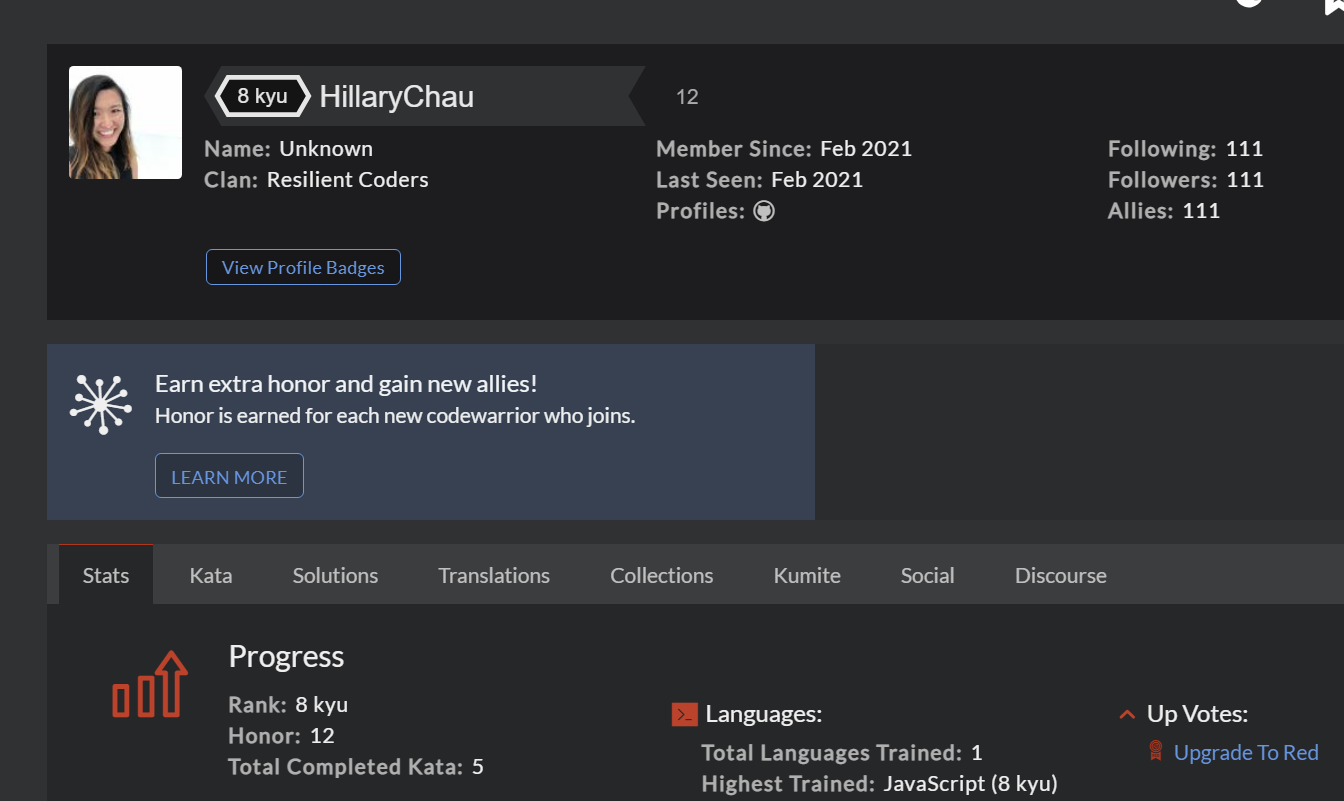 8 kyu HillaryChau 12
Name: Unknown
Clan: Resilient Coders
Member Since: Feb 2021
Last Seen: Feb 2021
Profiles:
Following: 111
Followers: 111
Allies: 111
View Profile Badges
Earn extra honor and gain new allies!
Honor is earned for each new codewarrior who joins.
LEARN MORE
Stats Kata Solutions Translations Collections Kumite Social Discourse
Progress
Rank: 8 kyu
Honor: 12
Total Completed Kata: 5
Languages:
Total Languages Trained: 1
Highest Trained: JavaScript (8 kyu)
Up Votes:
Upgrade To Red